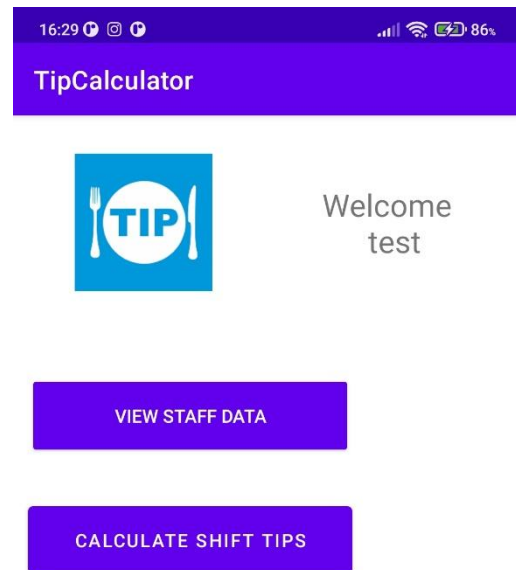 16:29 86%
TipCalculator
TIP
Welcome
test
VIEW STAFF DATA
CALCULATE SHIFT TIPS